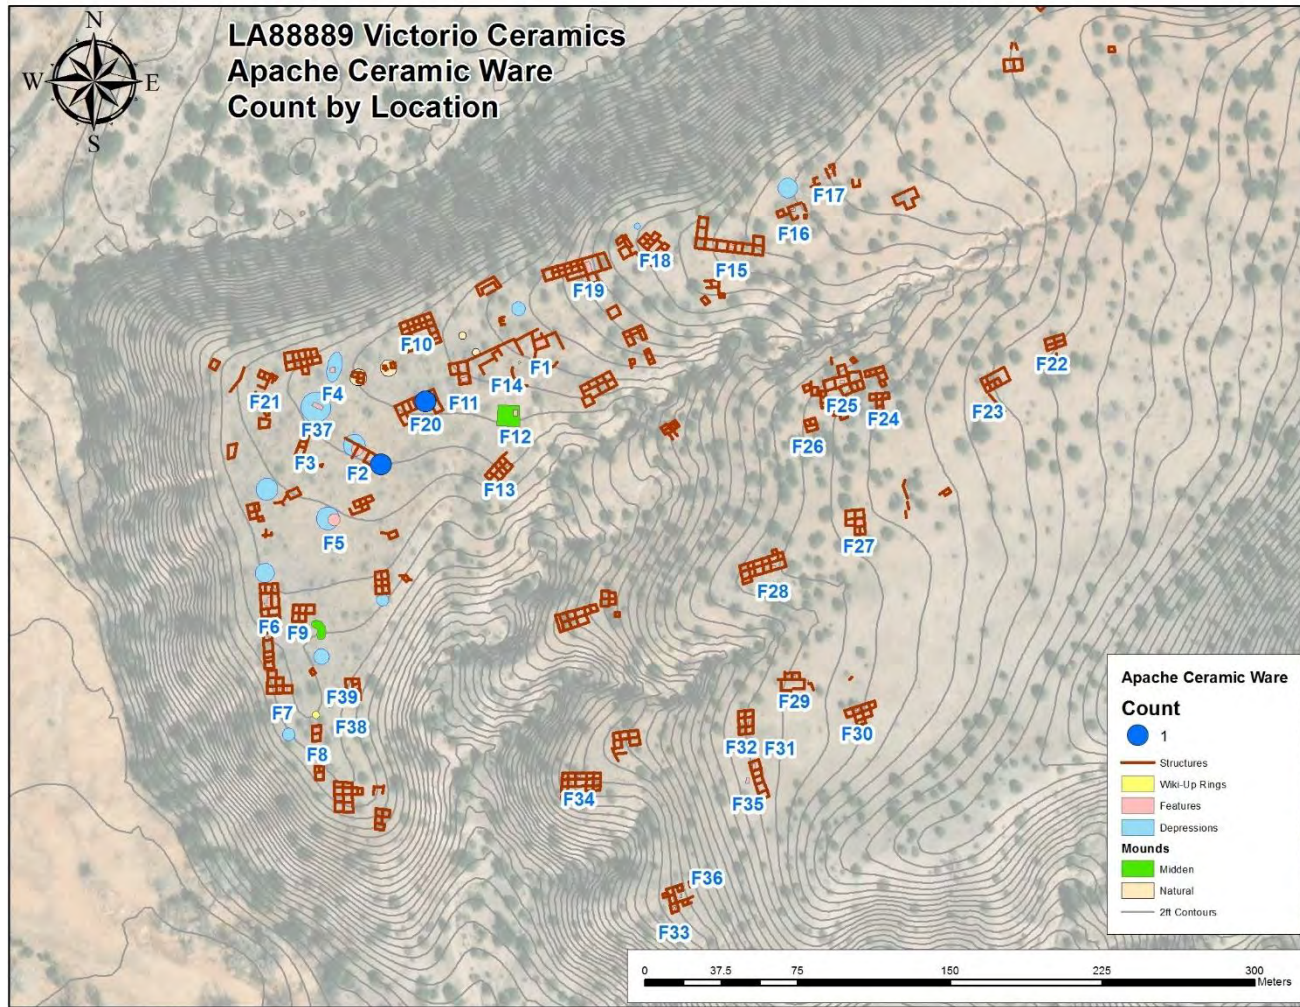 LA88889 Victorio Ceramics
Apache Ceramic Ware
Count by Location
N
W
E
S
F17
F16
F18
F15
F19
F10
F1
F22
F14
F21
F4
F11
F25
F23
F24
F20
F12
F37
F26
F3
F2
F13
F5
F27
F28
F6
F9
F39
F7
F38
F29
F8
F32
F31
F30
F34
F35
F36
F33
Apache Ceramic Ware
Count
1
Structures
Wiki-Up Rings
Features
Depressions
Mounds
Midden
Natural
2ft Contours
0 37.5 75 150 225 300
Meters